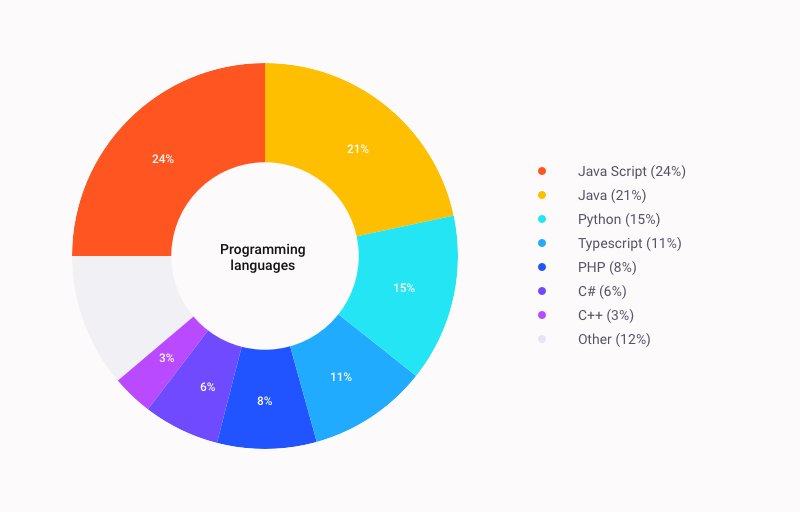 24%
21%
15%
11%
8%
6%
3%
Programming
languages
Java Script (24%)
Java (21%)
Python (15%)
Typescript (11%)
PHP (8%)
C# (6%)
C++ (3%)
Other (12%)